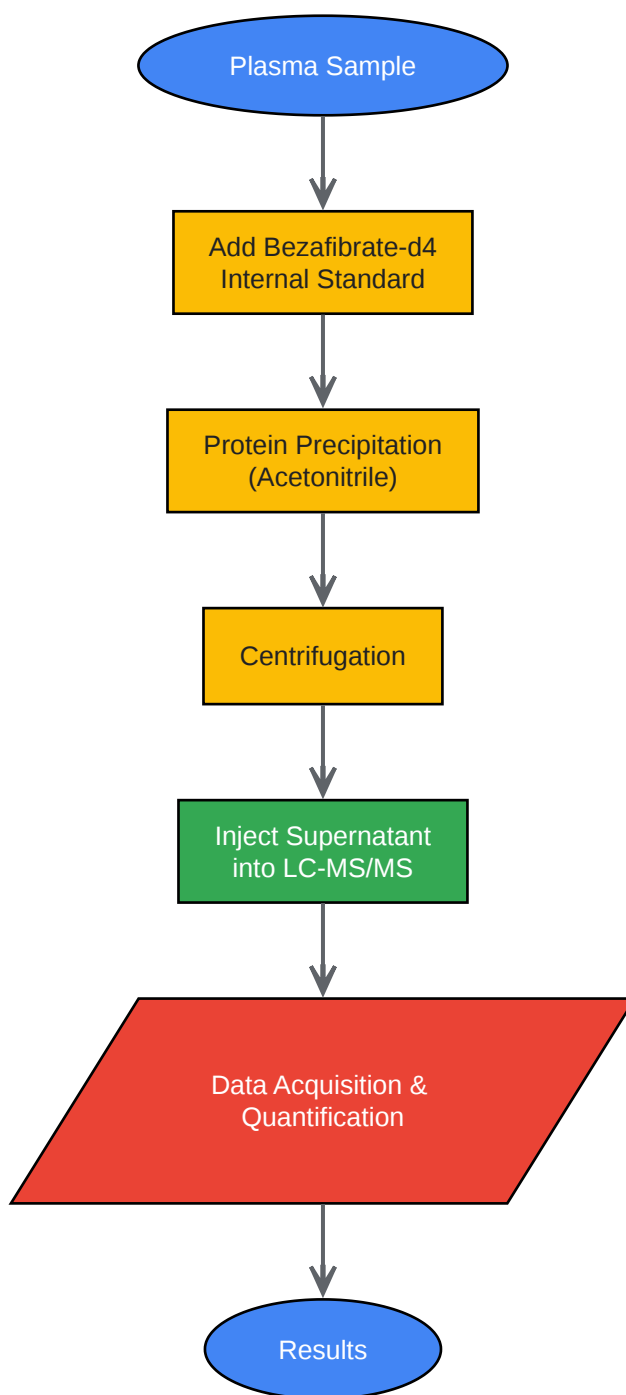 Plasma Sample
Add Bezafibrate-d4
Internal Standard
Protein Precipitation
(Acetonitrile)
Centrifugation
Inject Supernatant
into LC-MS/MS
Data Acquisition &
Quantification
Results